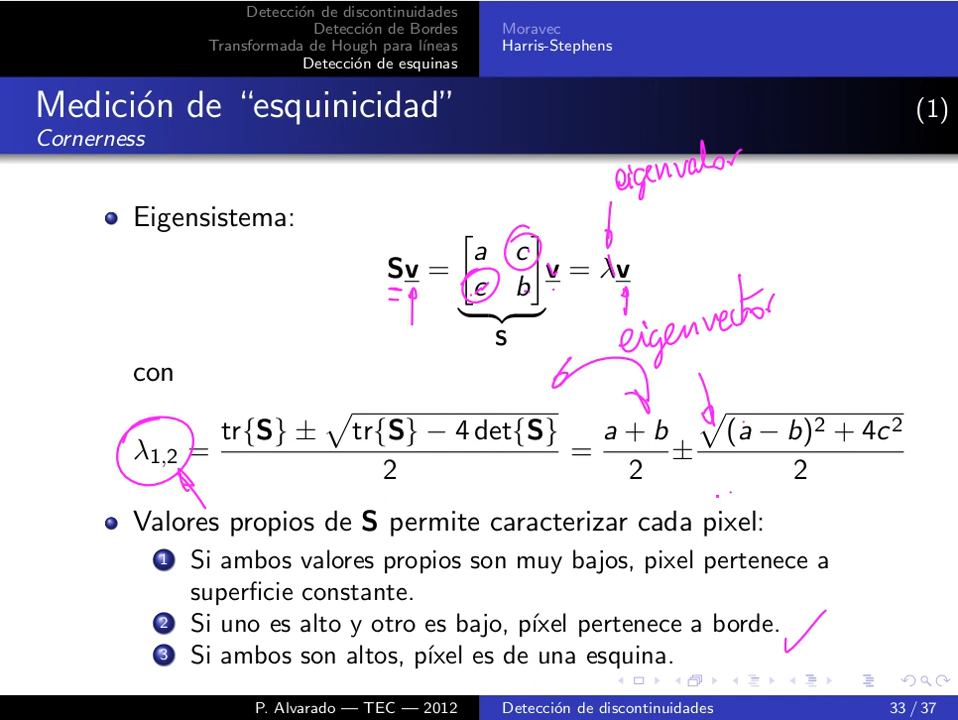 Detección de discontinuidades
Detección de Bordes
Transformada de Hough para líneas
Detección de esquinas
Moravec
Harris-Stephens
Medición de “esquinicidad” (1)
Cornerness
eigenvalor
Eigensistema:
Sv = [a c; c b] v = λv
S
eigenvector
con
λ1,2 = (tr{S} ± √(tr{S} − 4 det{S})) / 2 = (a + b)/2 ± √((a − b)² + 4c²) / 2
Valores propios de S permite caracterizar cada pixel:
1 Si ambos valores propios son muy bajos, pixel pertenece a
superficie constante.
2 Si uno es alto y otro es bajo, píxel pertenece a borde.
3 Si ambos son altos, píxel es de una esquina.
P. Alvarado — TEC — 2012 Detección de discontinuidades 33 / 37